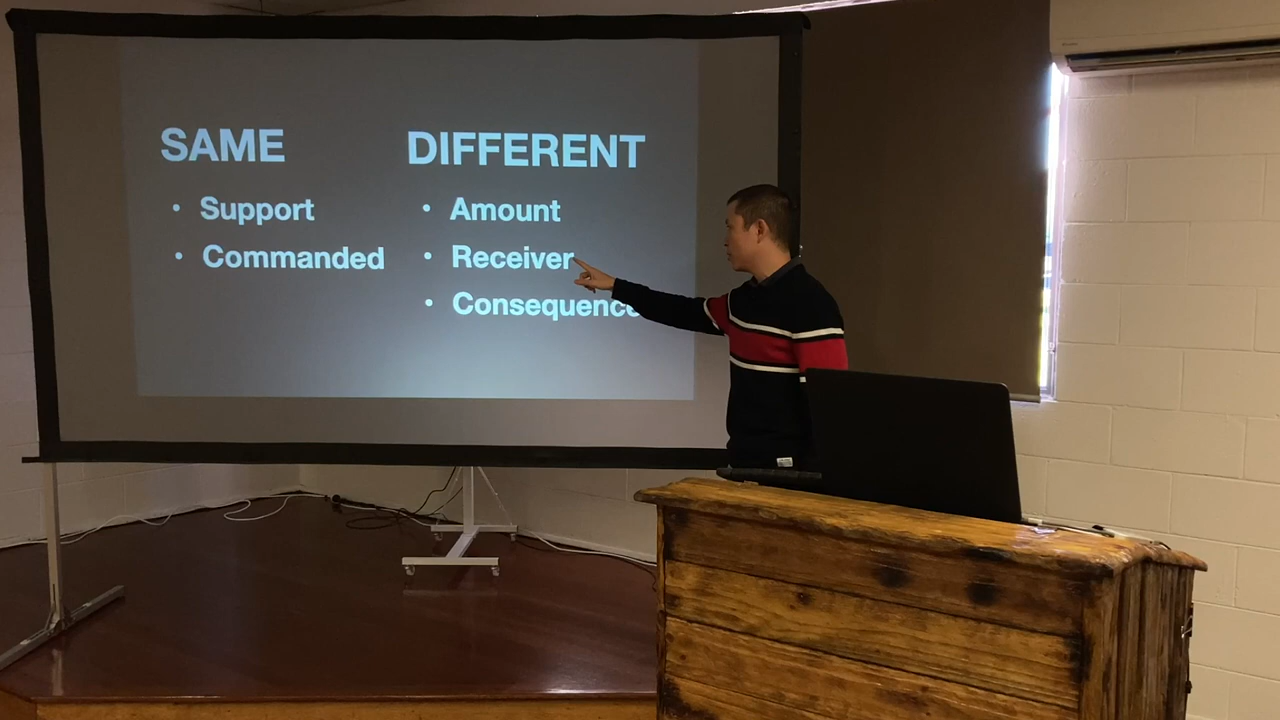 SAME
Support
Commanded
DIFFERENT
Amount
Receiver
Consequence